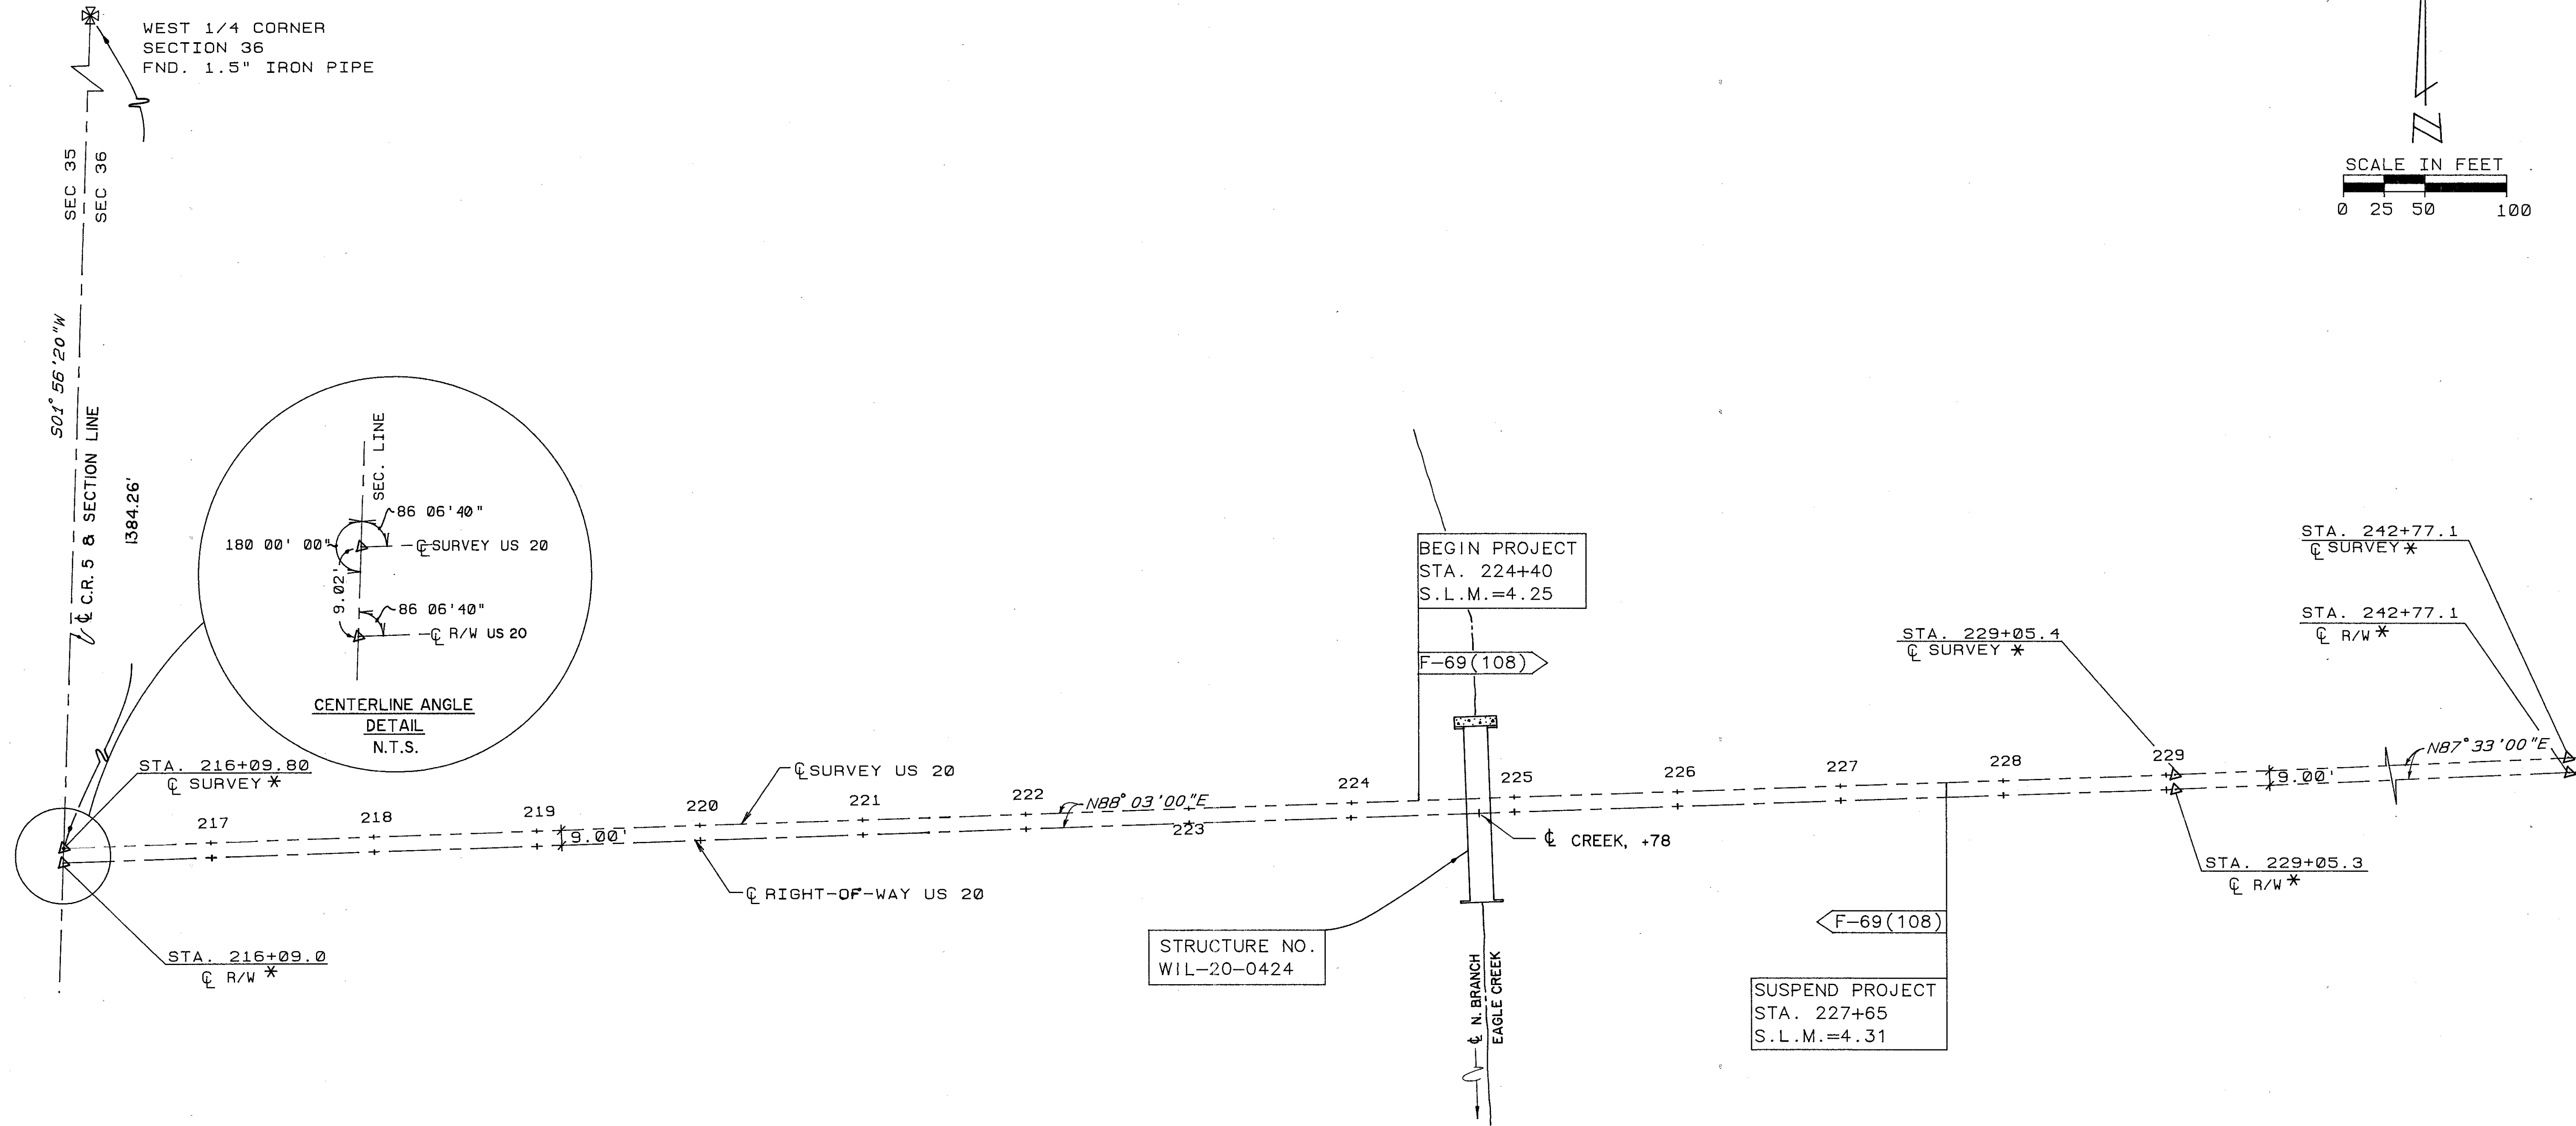 WEST 1/4 CORNER
SECTION 36
FND. 1.5" IRON PIPE
SEC 35
SEC 36
S01° 56'20"W
℄ C.R. 5 & SECTION LINE
1384.26'
N
SCALE IN FEET
0 25 50 100
SEC. LINE
86 06'40"
180 00' 00"
℄ SURVEY US 20
9.02'
86 06'40"
℄ R/W US 20
CENTERLINE ANGLE
DETAIL
N.T.S.
STA. 216+09.80
℄ SURVEY *
STA. 216+09.0
℄ R/W *
217
218
219
220
221
222
223
224
225
226
227
228
229
9.00'
℄ SURVEY US 20
℄ RIGHT-OF-WAY US 20
N88° 03'00"E
BEGIN PROJECT
STA. 224+40
S.L.M.=4.25
F-69(108)
℄ CREEK, +78
STRUCTURE NO.
WIL-20-0424
℄ N. BRANCH
EAGLE CREEK
F-69(108)
SUSPEND PROJECT
STA. 227+65
S.L.M.=4.31
STA. 229+05.4
℄ SURVEY *
STA. 229+05.3
℄ R/W *
STA. 242+77.1
℄ SURVEY *
STA. 242+77.1
℄ R/W *
N87° 33'00"E
9.00'